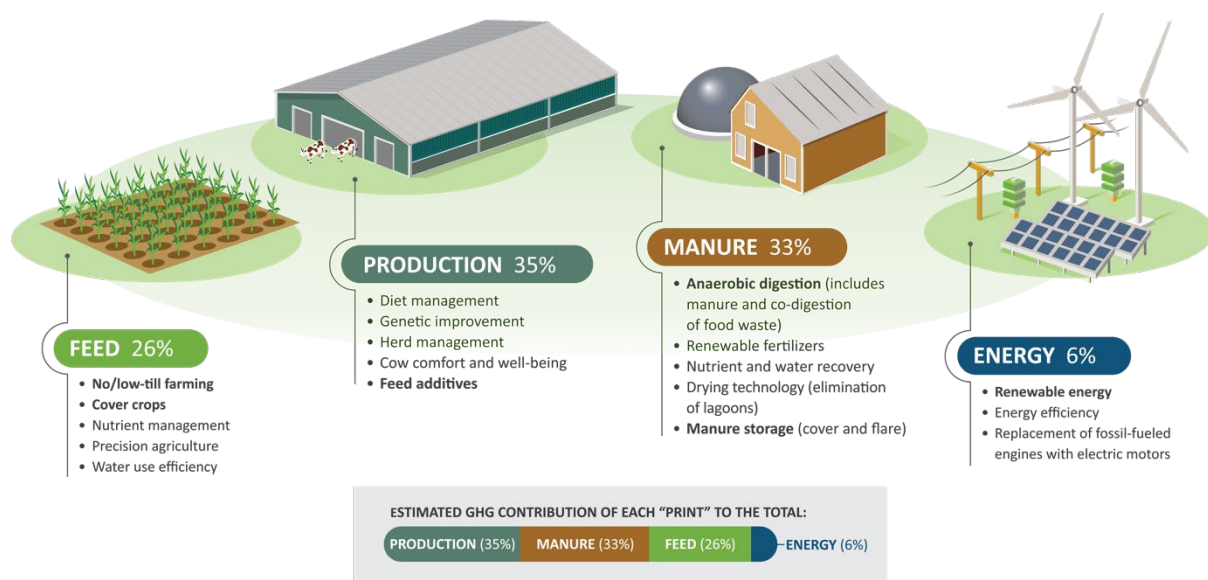 FEED 26%
• No/low-till farming
• Cover crops
• Nutrient management
• Precision agriculture
• Water use efficiency
PRODUCTION 35%
• Diet management
• Genetic improvement
• Herd management
• Cow comfort and well-being
• Feed additives
MANURE 33%
• Anaerobic digestion (includes
manure and co-digestion
of food waste)
• Renewable fertilizers
• Nutrient and water recovery
• Drying technology (elimination
of lagoons)
• Manure storage (cover and flare)
ENERGY 6%
• Renewable energy
• Energy efficiency
• Replacement of fossil-fueled
engines with electric motors
ESTIMATED GHG CONTRIBUTION OF EACH “PRINT” TO THE TOTAL:
PRODUCTION (35%) MANURE (33%) FEED (26%) ENERGY (6%)